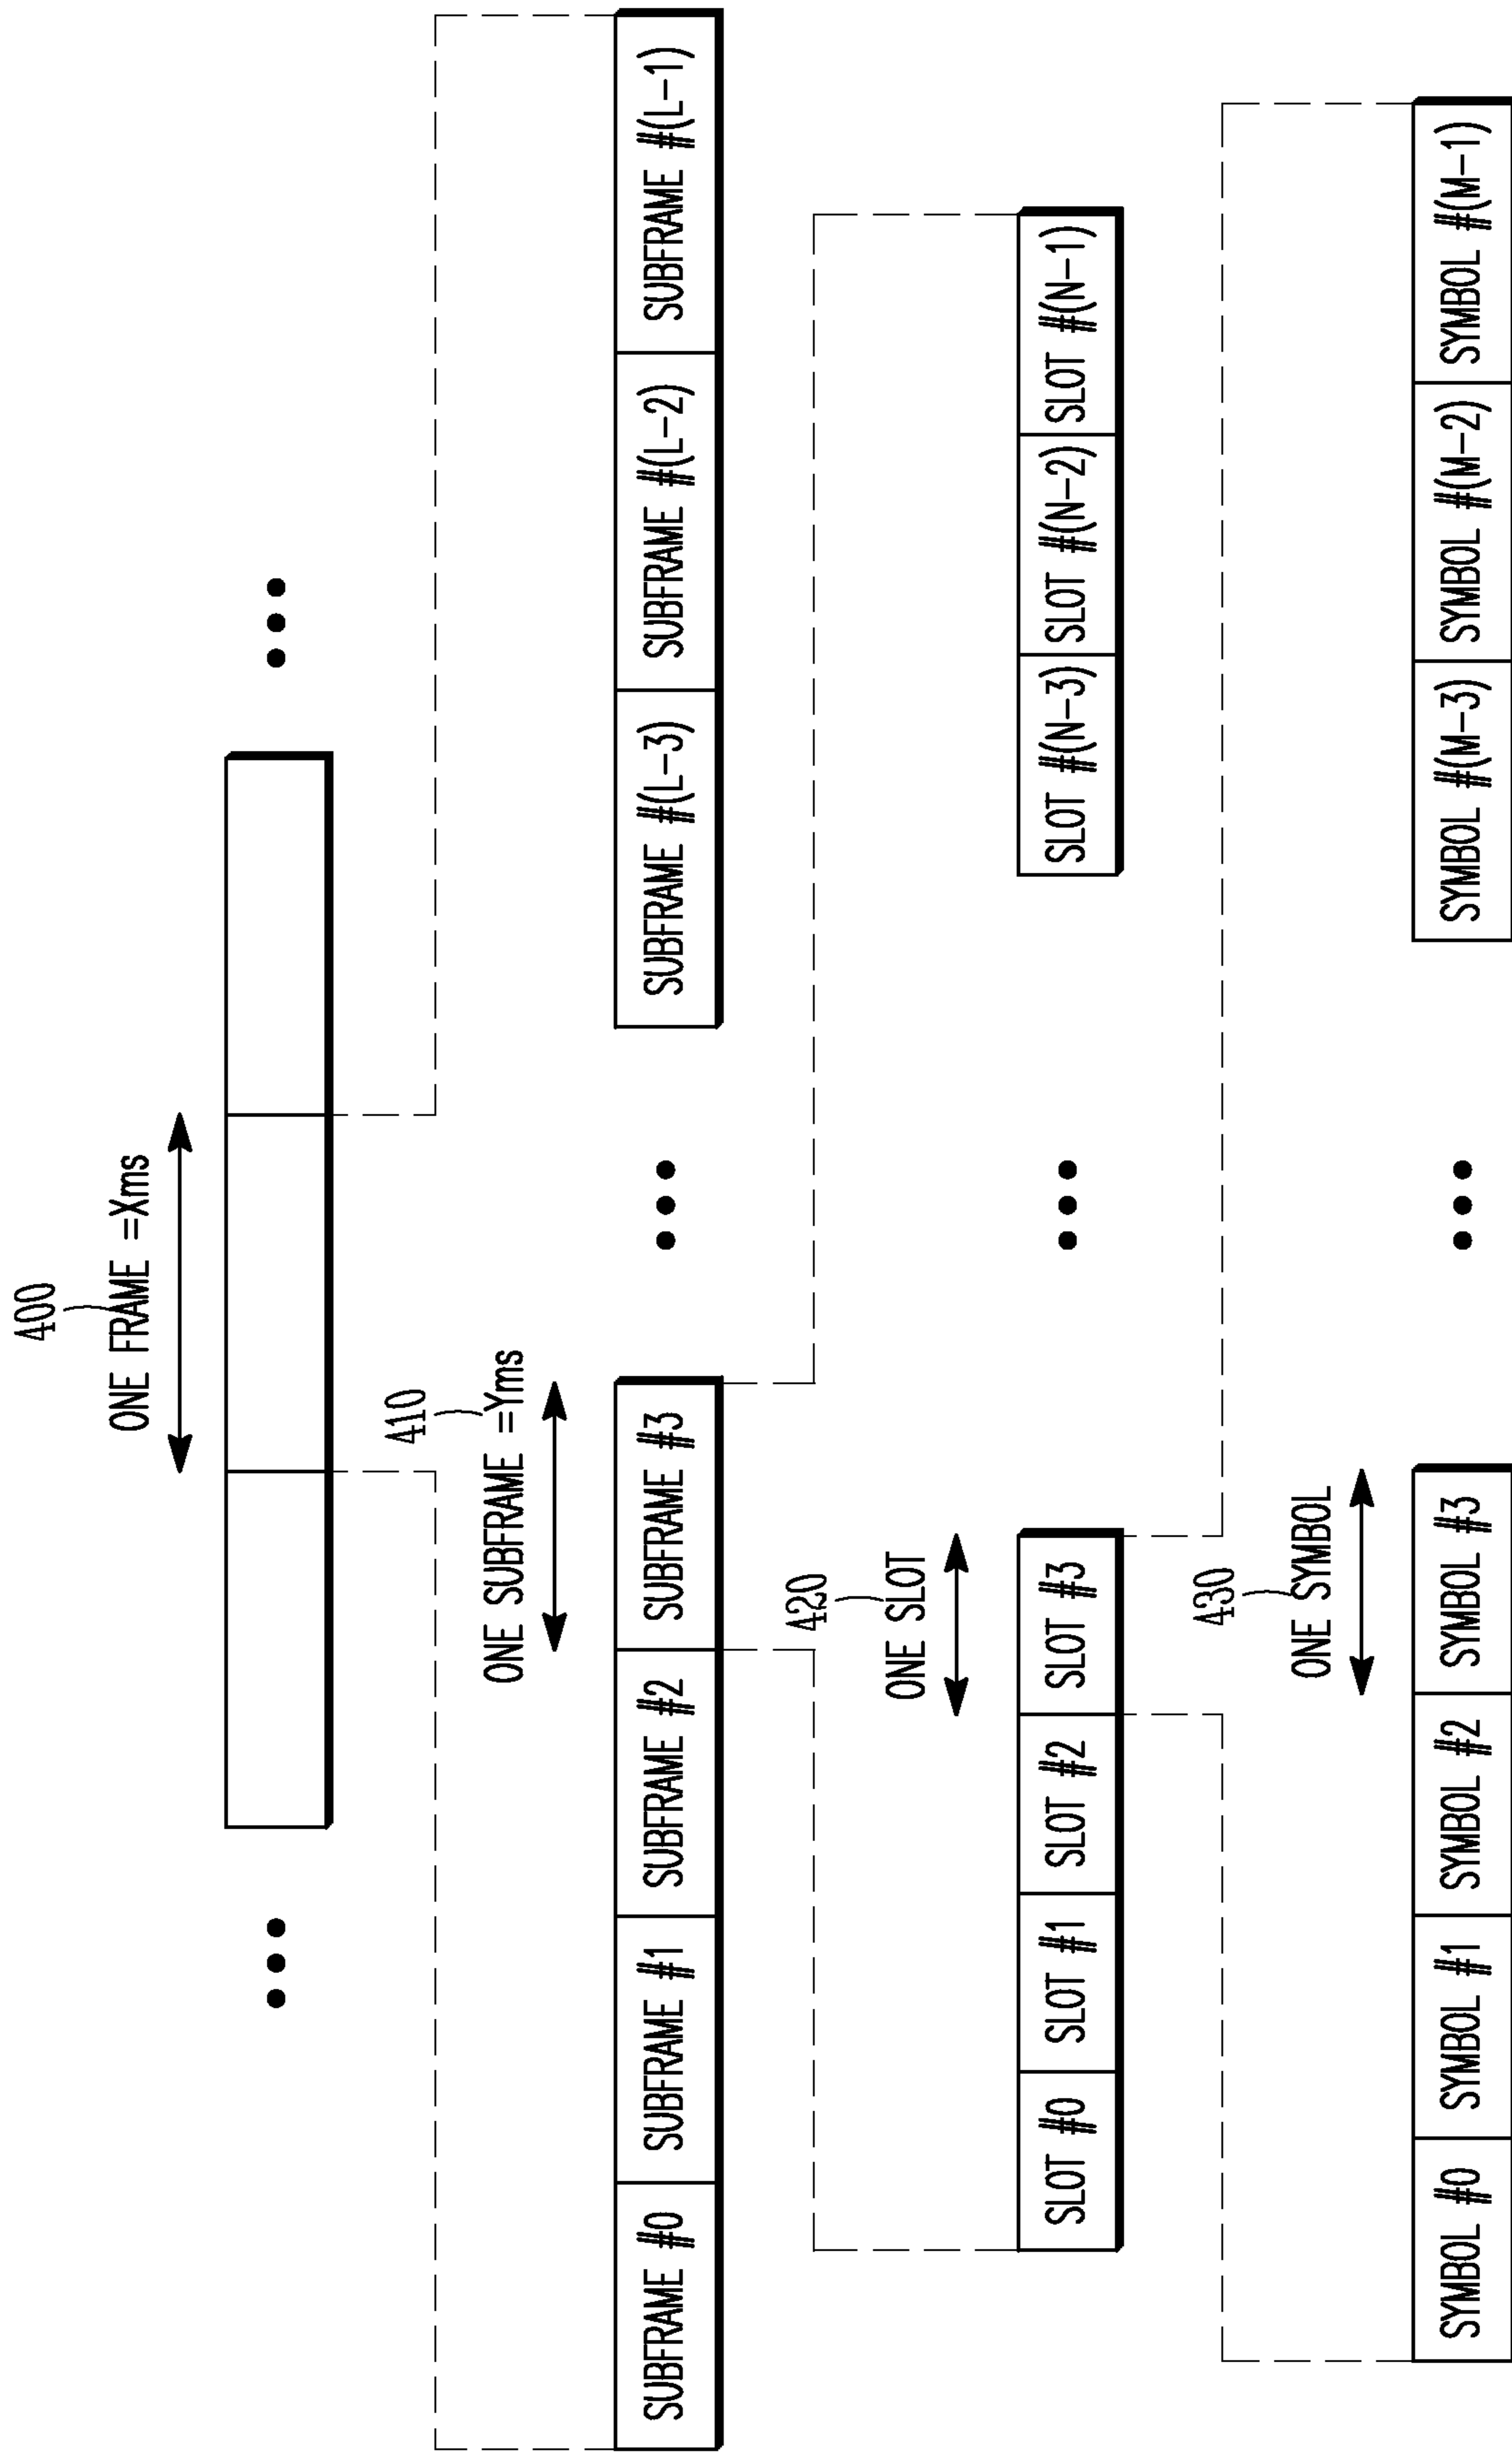 400
ONE FRAME =Xms
410
ONE SUBFRAME =Yms
SUBFRAME #0 SUBFRAME #1 SUBFRAME #2 SUBFRAME #3 SUBFRAME #(L-3) SUBFRAME #(L-2) SUBFRAME #(L-1)
420
ONE SLOT
SLOT #0 SLOT #1 SLOT #2 SLOT #3 SLOT #(N-3) SLOT #(N-2) SLOT #(N-1)
430
ONE SYMBOL
SYMBOL #0 SYMBOL #1 SYMBOL #2 SYMBOL #3 SYMBOL #(M-3) SYMBOL #(M-2) SYMBOL #(M-1)